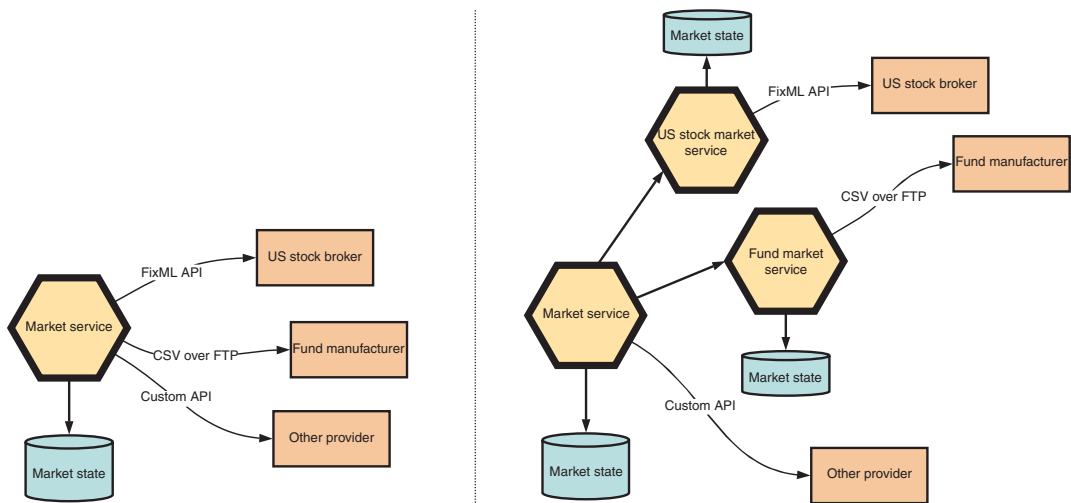 FixML API
US stock broker
Market service
CSV over FTP
Fund manufacturer
Custom API
Other provider
Market state
Market state
FixML API
US stock broker
US stock market
service
Fund manufacturer
CSV over FTP
Fund market
service
Market service
Market state
Custom API
Market state
Other provider